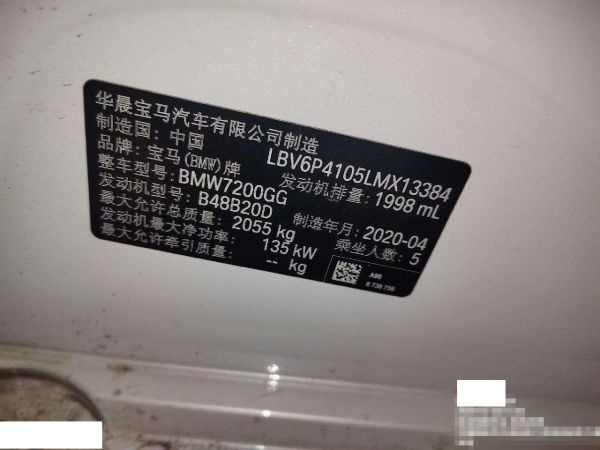 华晨宝马汽车有限公司制造
制造国: 中国 LBV6P4105LMX13384
品牌: 宝马(BMW)牌 发动机排量: 1998 mL
整车型号: BMW7200GG
发动机型号: B48B20D 制造年月: 2020-04
最大允许总质量: 2055 kg 乘坐人数: 5
发动机最大净功率: 135 kW
最大允许牵引质量: -- kg
A96
8 738 756